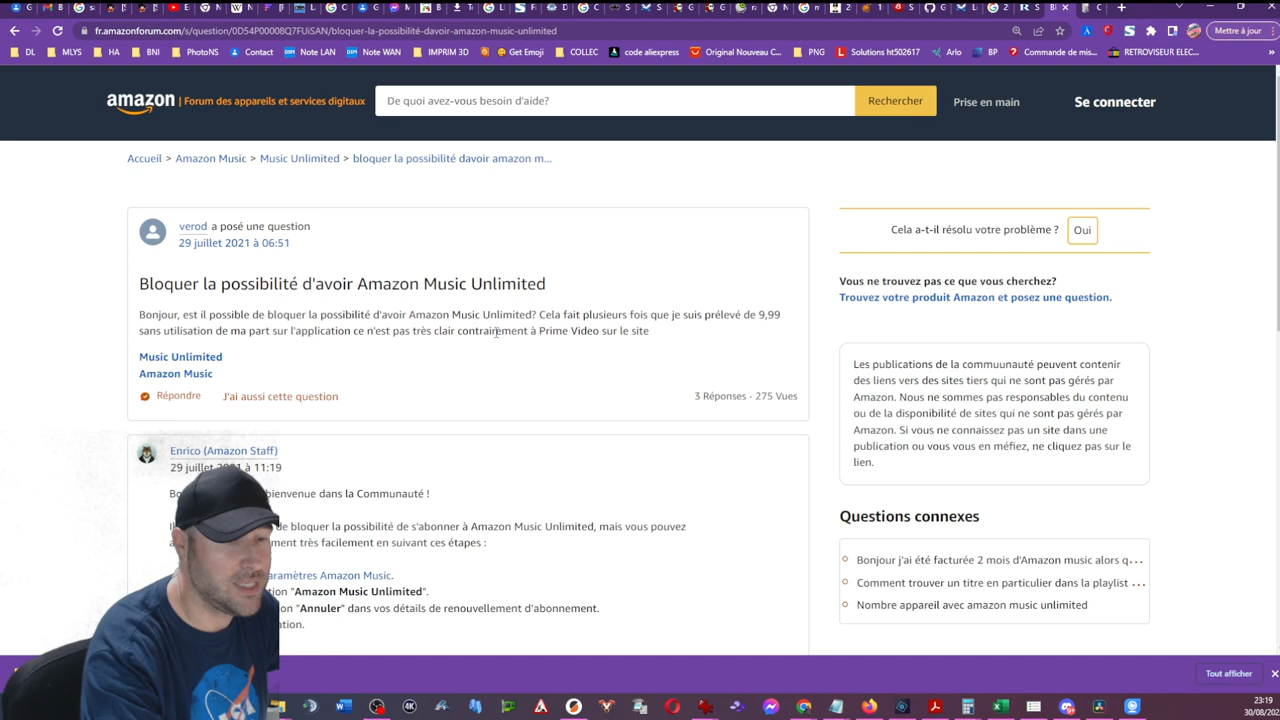 fr.amazonforum.com/s/question/0D54P00008Q7FUiSAN/bloquer-la-possibilité-davoir-amazon-music-unlimited
Mettre à jour
DL MLYS HA BNI PhotoNS Contact Note LAN Note WAN IMPRIM 3D Get Emoji COLLEC code aliexpress Original Nouveau C... PNG Solutions ht502617 Arlo BP Commande de mis... RETROVISEUR ELEC... »
amazon | Forum des appareils et services digitaux De quoi avez-vous besoin d'aide? Rechercher Prise en main Se connecter
Accueil > Amazon Music > Music Unlimited > bloquer la possibilité davoir amazon m...
verod a posé une question
29 juillet 2021 à 06:51
Bloquer la possibilité d'avoir Amazon Music Unlimited
Bonjour, est il possible de bloquer la possibilité d'avoir Amazon Music Unlimited? Cela fait plusieurs fois que je suis prélevé de 9,99
sans utilisation de ma part sur l'application ce n'est pas très clair contrairement à Prime Video sur le site
Music Unlimited
Amazon Music
Répondre J'ai aussi cette question 3 Réponses · 275 Vues
Enrico (Amazon Staff)
29 juillet 2021 à 11:19
bienvenue dans la Communauté !
de bloquer la possibilité de s'abonner à Amazon Music Unlimited, mais vous pouvez
ment très facilement en suivant ces étapes :
aramètres Amazon Music.
tion "Amazon Music Unlimited".
on "Annuler" dans vos détails de renouvellement d'abonnement.
ation.
Cela a-t-il résolu votre problème ? Oui
Vous ne trouvez pas ce que vous cherchez?
Trouvez votre produit Amazon et posez une question.
Les publications de la commuunauté peuvent contenir
des liens vers des sites tiers qui ne sont pas gérés par
Amazon. Nous ne sommes pas responsables du contenu
ou de la disponibilité de sites qui ne sont pas gérés par
Amazon. Si vous ne connaissez pas un site dans une
publication ou vous vous en méfiez, ne cliquez pas sur le
lien.
Questions connexes
Bonjour j'ai été facturée 2 mois d'Amazon music alors q...
Comment trouver un titre en particulier dans la playlist ...
Nombre appareil avec amazon music unlimited
Tout afficher
23:19
30/08/202